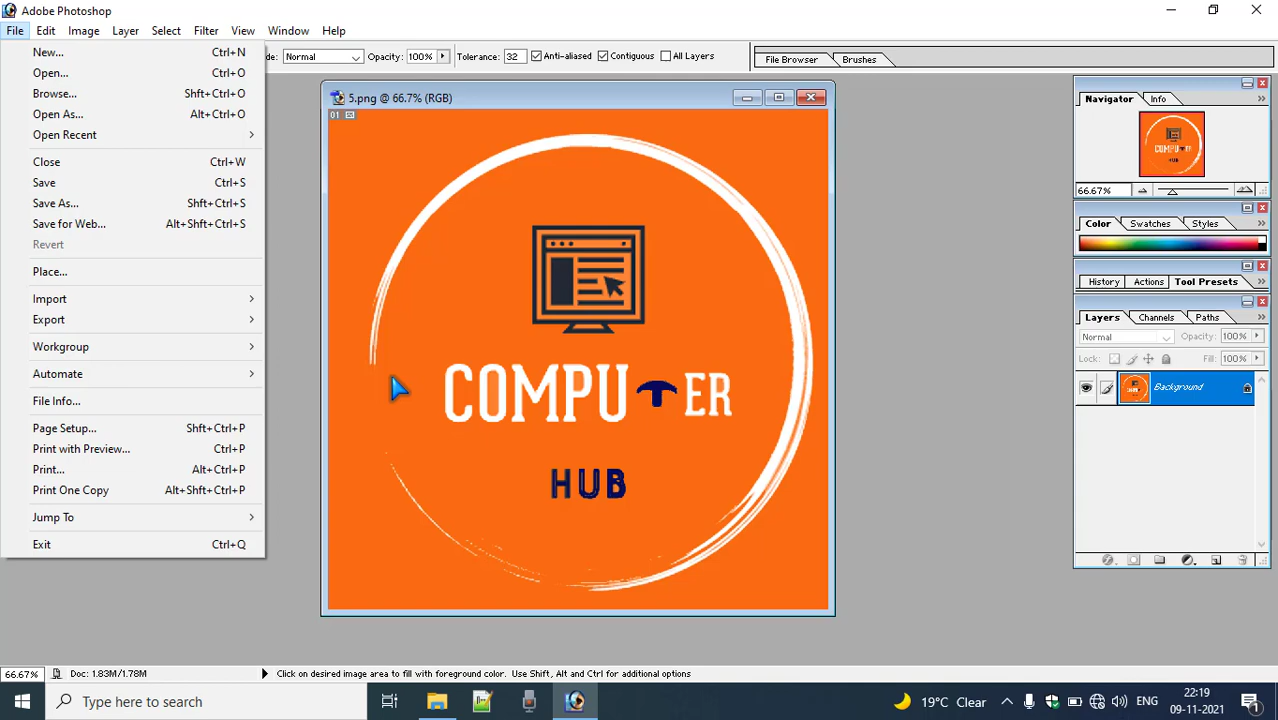 Adobe Photoshop
File Edit Image Layer Select Filter View Window Help
de: Normal Opacity: 100% Tolerance: 32 Anti-aliased Contiguous All Layers File Browser Brushes
New... Ctrl+N
Open... Ctrl+O
Browse... Shft+Ctrl+O
Open As... Alt+Ctrl+O
Open Recent
Close Ctrl+W
Save Ctrl+S
Save As... Shft+Ctrl+S
Save for Web... Alt+Shft+Ctrl+S
Revert
Place...
Import
Export
Workgroup
Automate
File Info...
Page Setup... Shft+Ctrl+P
Print with Preview... Ctrl+P
Print... Alt+Ctrl+P
Print One Copy Alt+Shft+Ctrl+P
Jump To
Exit Ctrl+Q
5.png @ 66.7% (RGB)
01
COMPUTER
HUB
Navigator Info
COMPUTER
HUB
66.67%
Color Swatches Styles
History Actions Tool Presets
Layers Channels Paths
Normal Opacity: 100%
Lock: Fill: 100%
Background
66.67% Doc: 1.83M/1.78M Click on desired image area to fill with foreground color. Use Shift, Alt and Ctrl for additional options
Type here to search
19°C Clear ENG
22:19
09-11-2021
1